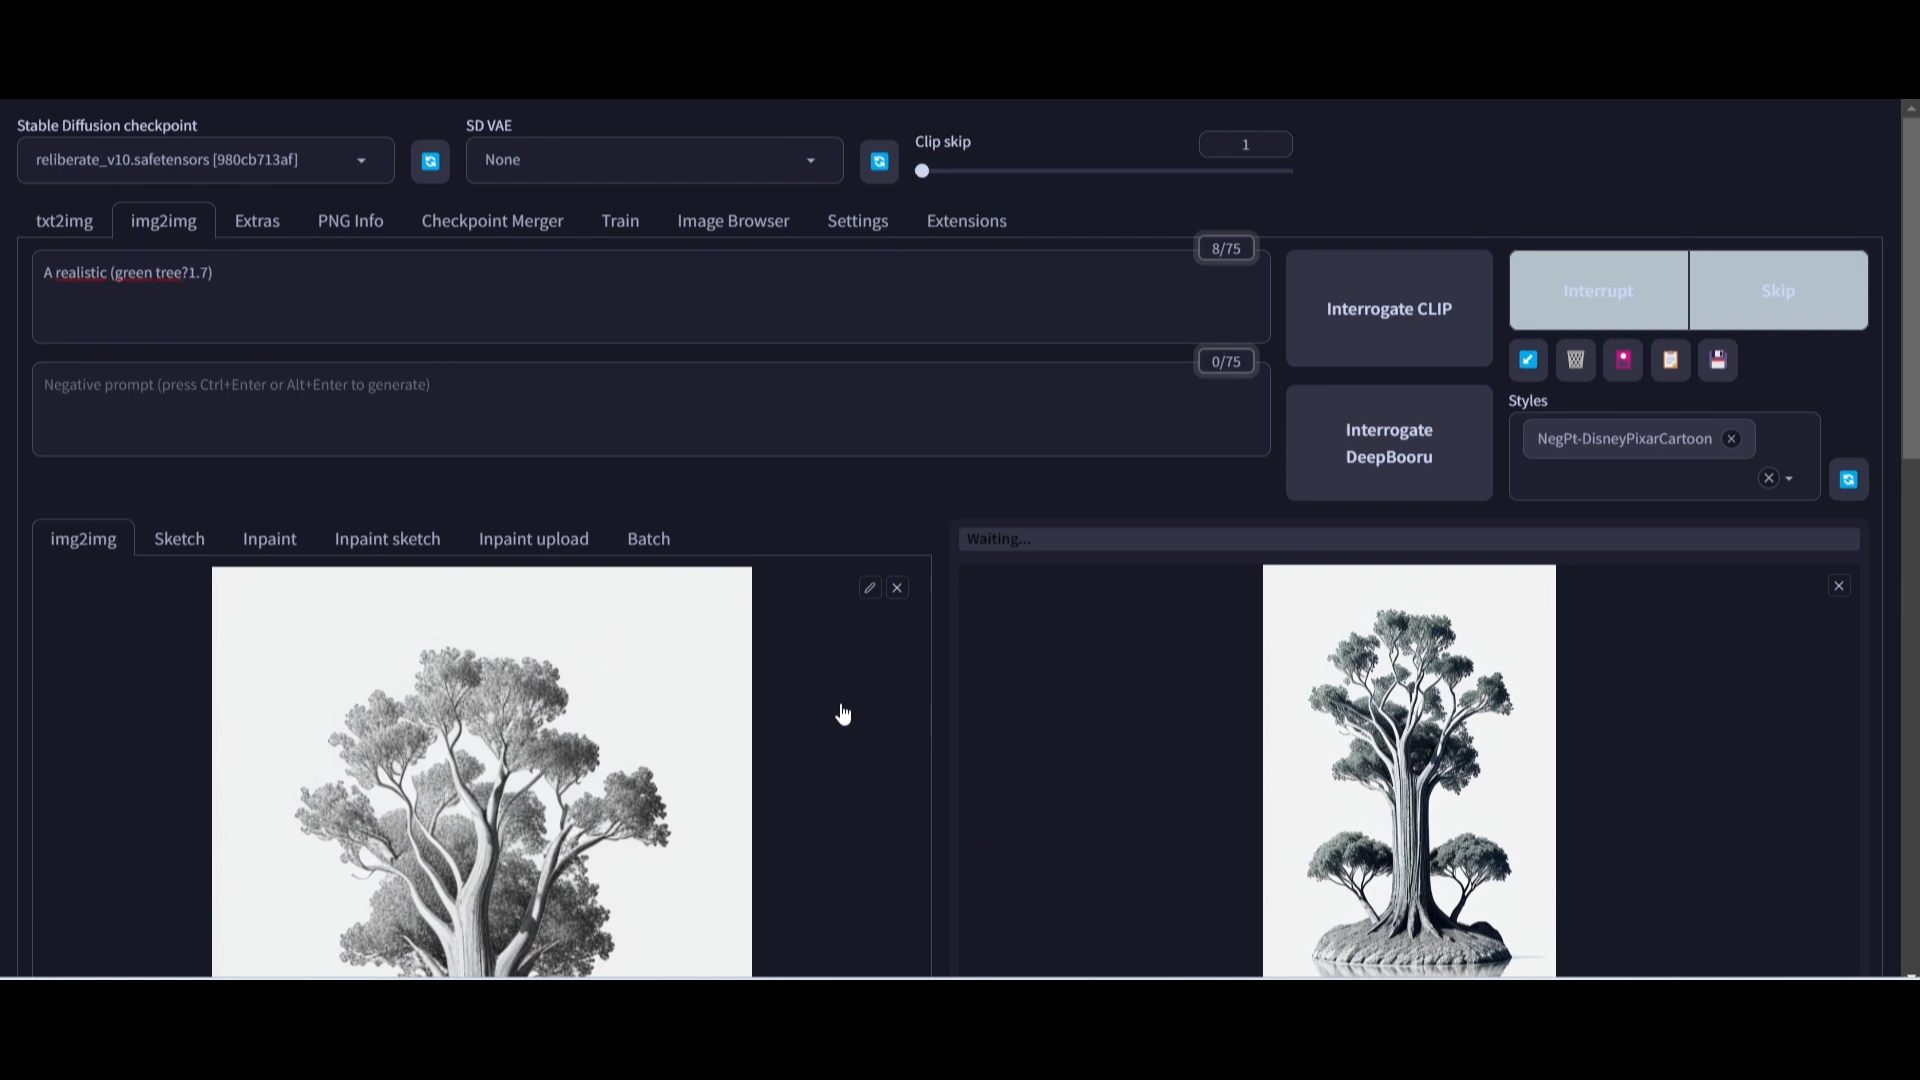 Stable Diffusion checkpoint
reliberate_v10.safetensors [980cb713af]
SD VAE
None
Clip skip
1
txt2img
img2img
Extras
PNG Info
Checkpoint Merger
Train
Image Browser
Settings
Extensions
8/75
A realistic (green tree?1.7)
Interrogate CLIP
Interrupt
Skip
0/75
Negative prompt (press Ctrl+Enter or Alt+Enter to generate)
Interrogate
DeepBooru
Styles
NegPt-DisneyPixarCartoon
img2img
Sketch
Inpaint
Inpaint sketch
Inpaint upload
Batch
Waiting...